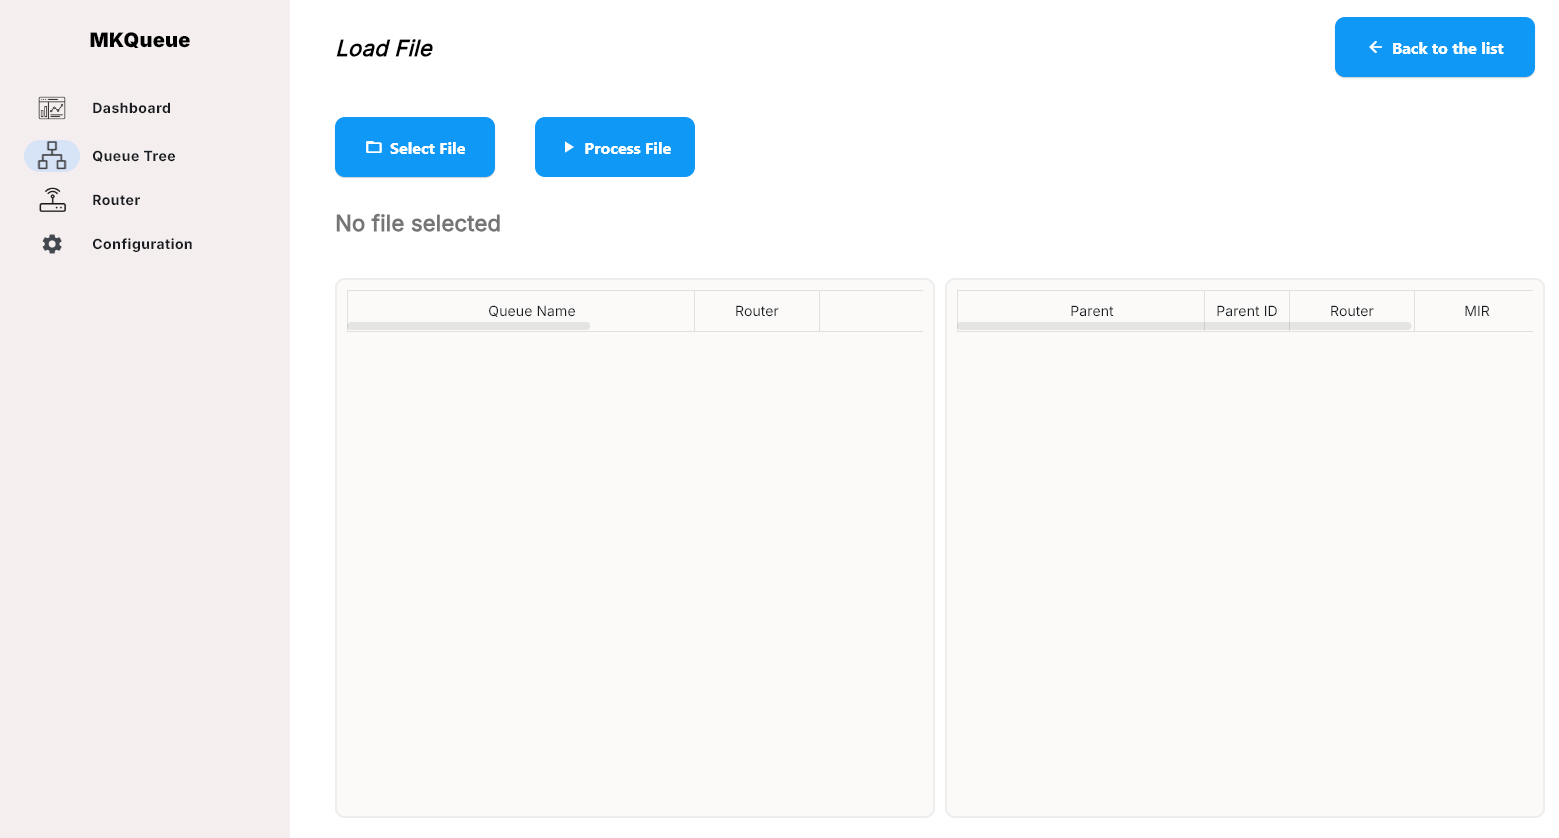 MKQueue
Dashboard
Queue Tree
Router
Configuration
Load File
Back to the list
Select File
Process File
No file selected
Queue Name Router
Parent Parent ID Router MIR